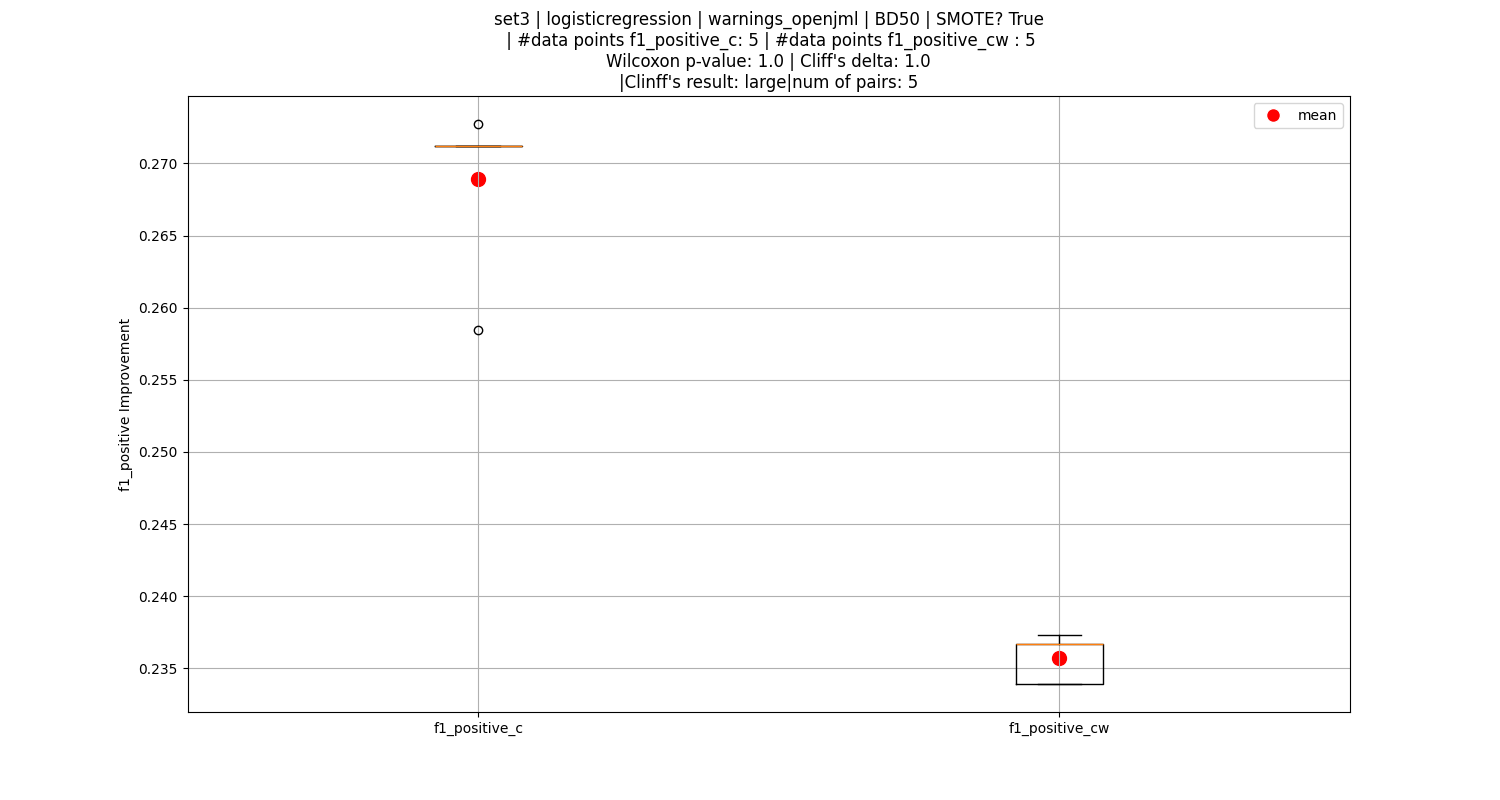 set3 | logisticregression | warnings_openjml | BD50 | SMOTE? True
| #data points f1_positive_c: 5 | #data points f1_positive_cw : 5
Wilcoxon p-value: 1.0 | Cliff's delta: 1.0
|Clinff's result: large|num of pairs: 5
mean
0.270
0.265
0.260
0.255
0.250
0.245
0.240
0.235
f1_positive Improvement
f1_positive_c
f1_positive_cw